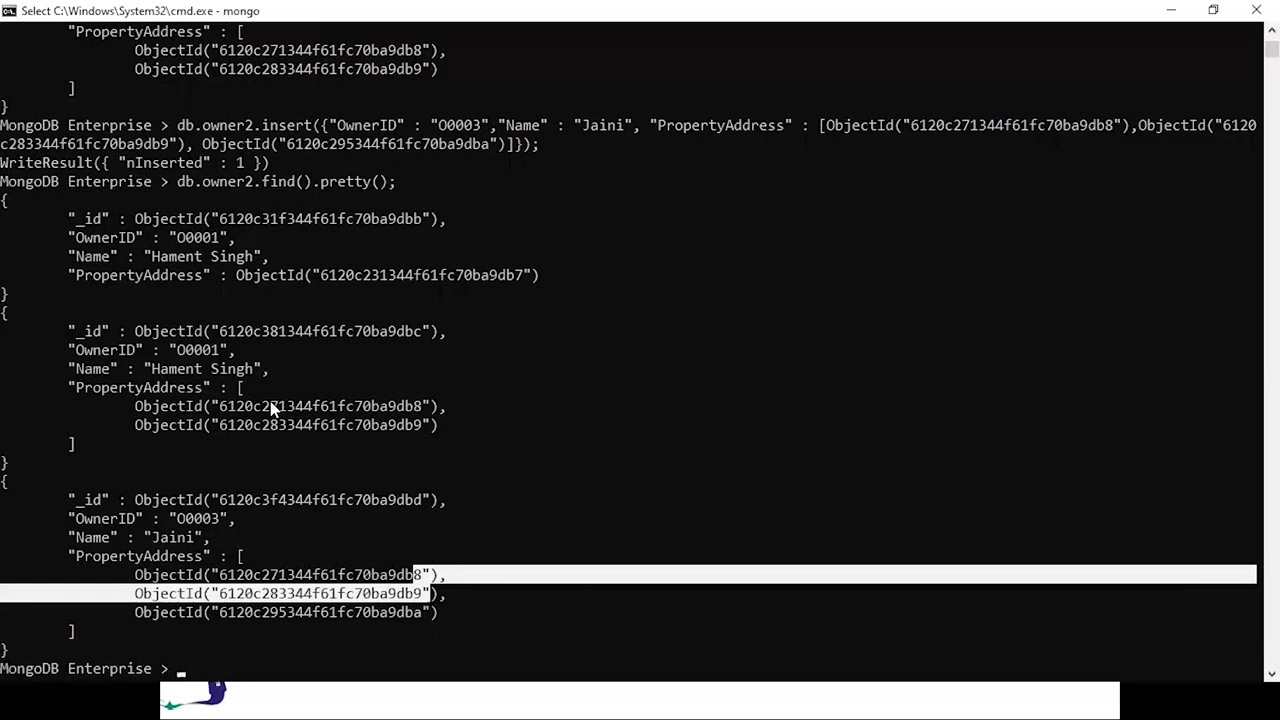 Select C:\Windows\System32\cmd.exe - mongo
"PropertyAddress" : [
ObjectId("6120c271344f61fc70ba9db8"),
ObjectId("6120c283344f61fc70ba9db9")
]
}
MongoDB Enterprise > db.owner2.insert({"OwnerID" : "O0003","Name" : "Jaini", "PropertyAddress" : [ObjectId("6120c271344f61fc70ba9db8"),ObjectId("6120
c283344f61fc70ba9db9"), ObjectId("6120c295344f61fc70ba9dba")]});
WriteResult({ "nInserted" : 1 })
MongoDB Enterprise > db.owner2.find().pretty();
{
"_id" : ObjectId("6120c31f344f61fc70ba9dbb"),
"OwnerID" : "O0001",
"Name" : "Hament Singh",
"PropertyAddress" : ObjectId("6120c231344f61fc70ba9db7")
}
{
"_id" : ObjectId("6120c381344f61fc70ba9dbc"),
"OwnerID" : "O0001",
"Name" : "Hament Singh",
"PropertyAddress" : [
ObjectId("6120c271344f61fc70ba9db8"),
ObjectId("6120c283344f61fc70ba9db9")
]
}
{
"_id" : ObjectId("6120c3f4344f61fc70ba9dbd"),
"OwnerID" : "O0003",
"Name" : "Jaini",
"PropertyAddress" : [
ObjectId("6120c271344f61fc70ba9db8"),
ObjectId("6120c283344f61fc70ba9db9"),
ObjectId("6120c295344f61fc70ba9dba")
]
}
MongoDB Enterprise >